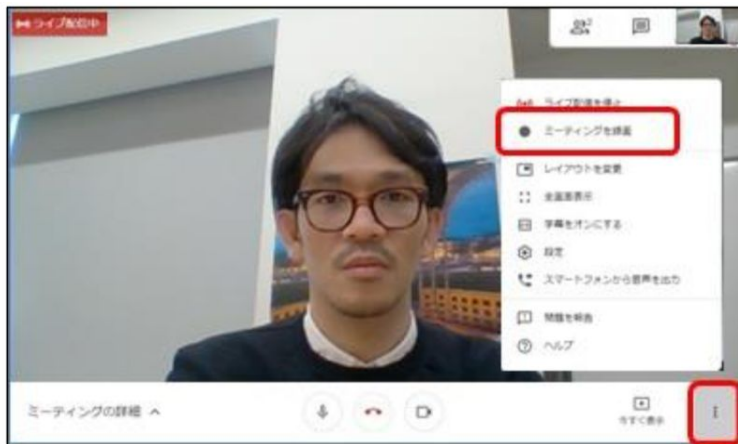 ライブ配信中
2
ライブ配信を停止
ミーティングを録画
レイアウトを変更
全画面表示
字幕をオンにする
設定
スマートフォンから音声を出力
問題を報告
ヘルプ
ミーティングの詳細
今すぐ表示